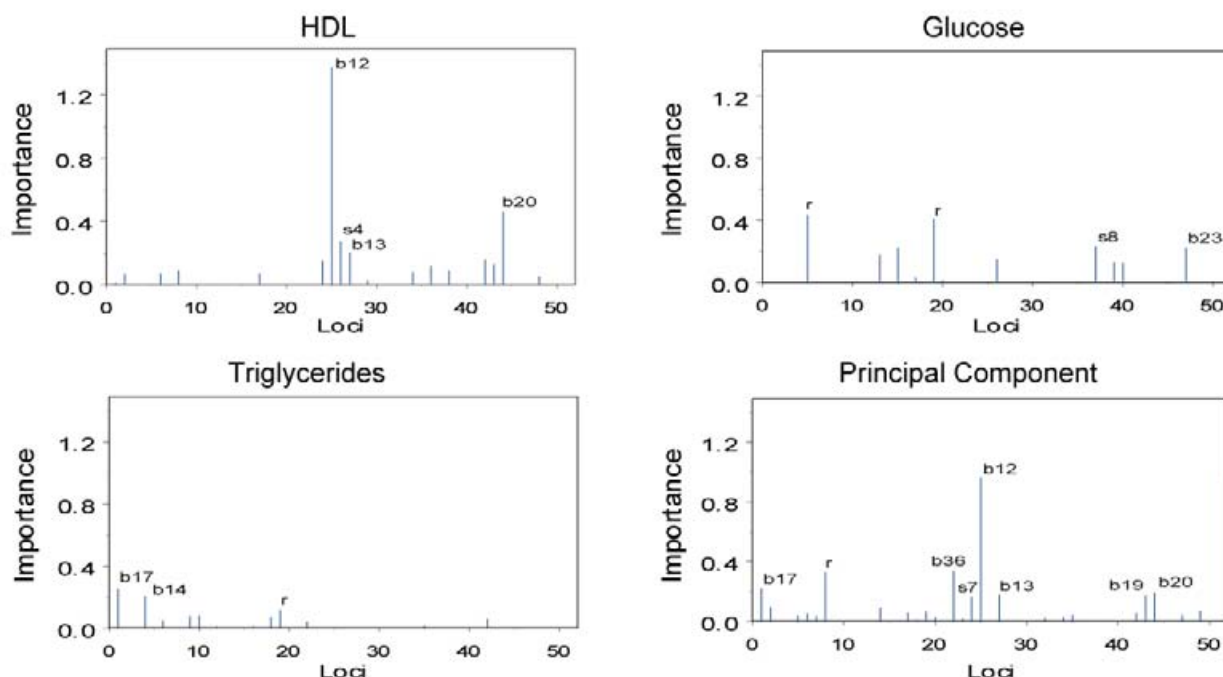 HDL
Importance
1.2
0.8
0.4
0.0
b12
s4
b13
b20
0 10 20 30 40 50
Loci
Glucose
Importance
1.2
0.8
0.4
0.0
r
r
s8
b23
0 10 20 30 40 50
Loci
Triglycerides
Importance
1.2
0.8
0.4
0.0
b17
b14
r
0 10 20 30 40 50
Loci
Principal Component
Importance
1.2
0.8
0.4
0.0
b17
r
b36
s7
b12
b13
b19
b20
0 10 20 30 40 50
Loci